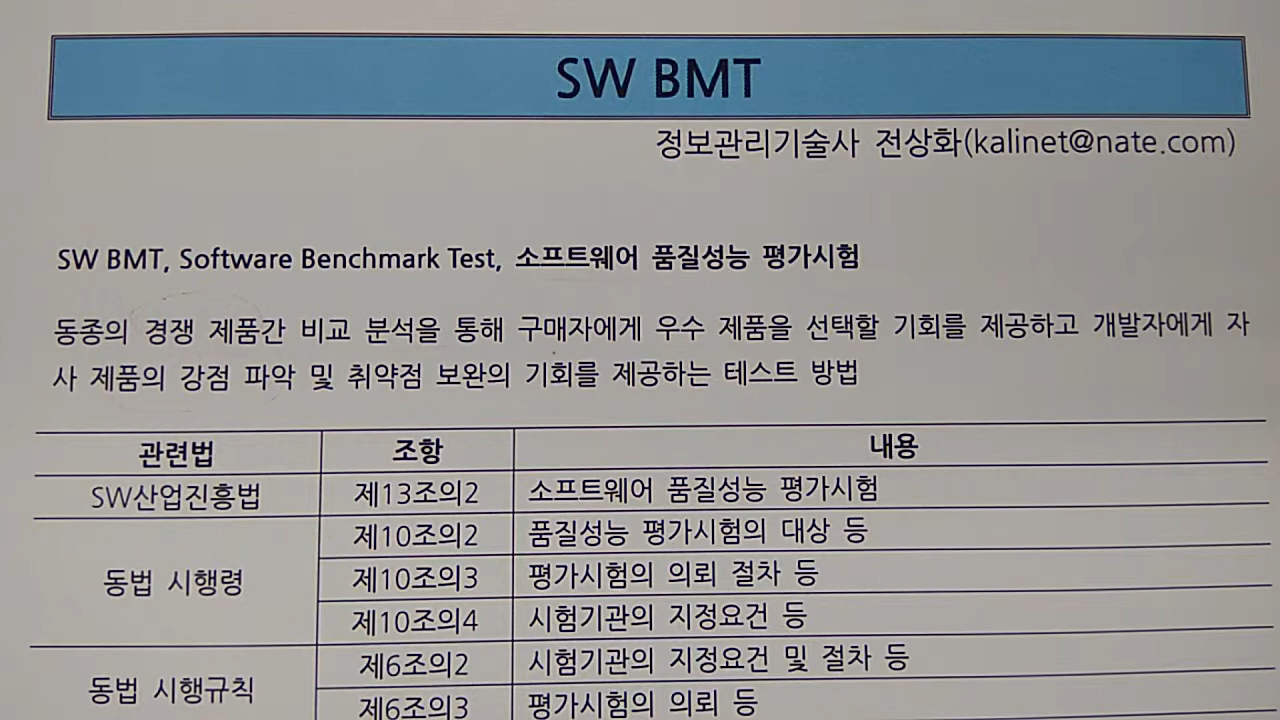 SW BMT
정보관리기술사 전상화(kalinet@nate.com)
SW BMT, Software Benchmark Test, 소프트웨어 품질성능 평가시험
동종의 경쟁 제품간 비교 분석을 통해 구매자에게 우수 제품을 선택할 기회를 제공하고 개발자에게 자
사 제품의 강점 파악 및 취약점 보완의 기회를 제공하는 테스트 방법
관련법 조항 내용
SW산업진흥법 제13조의2 소프트웨어 품질성능 평가시험
제10조의2 품질성능 평가시험의 대상 등
동법 시행령 제10조의3 평가시험의 의뢰 절차 등
제10조의4 시험기관의 지정요건 등
제6조의2 시험기관의 지정요건 및 절차 등
동법 시행규칙
제6조의3 평가시험의 의뢰 등